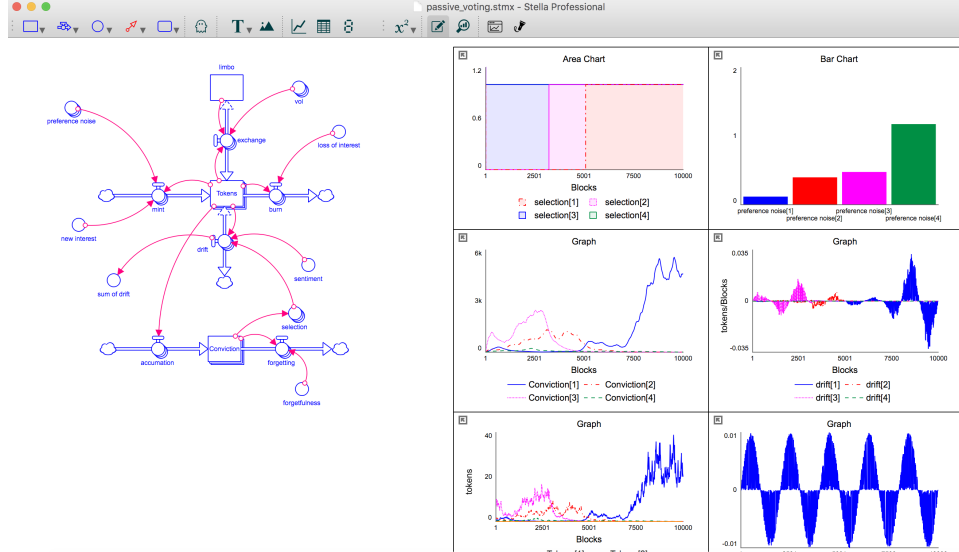 passive_voting.stmx - Stella Professional
T
x²
limbo
vol
preference noise
exchange
loss of interest
Tokens
mint
burn
new interest
drift
sentiment
sum of drift
selection
accumation
Conviction
forgetting
forgetfulness
Area Chart
1.2
0.6
0
1 2501 5001 7500 10000
Blocks
selection[1] selection[2]
selection[3] selection[4]
Bar Chart
2
1
0
preference noise[1] preference noise[3]
preference noise[2] preference noise[4]
Graph
6k
3k
0
1 2501 5001 7500 10000
Blocks
Conviction[1] Conviction[2]
Conviction[3] Conviction[4]
Graph
tokens/Blocks
0.035
0
-0.035
1 2501 5001 7500 10000
Blocks
drift[1] drift[2]
drift[3] drift[4]
Graph
tokens
40
20
0
1 2501 5001 7500 10000
Blocks
Graph
0.01
0
-0.01